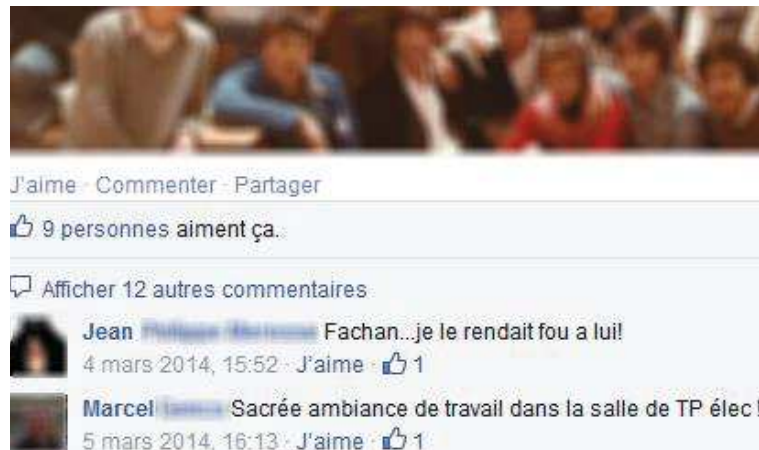 J'aime · Commenter · Partager
9 personnes aiment ça.
Afficher 12 autres commentaires
Jean Fachan...je le rendait fou a lui!
4 mars 2014, 15:52 · J'aime · 1
Marcel Sacrée ambiance de travail dans la salle de TP élec !
5 mars 2014, 16:13 · J'aime · 1